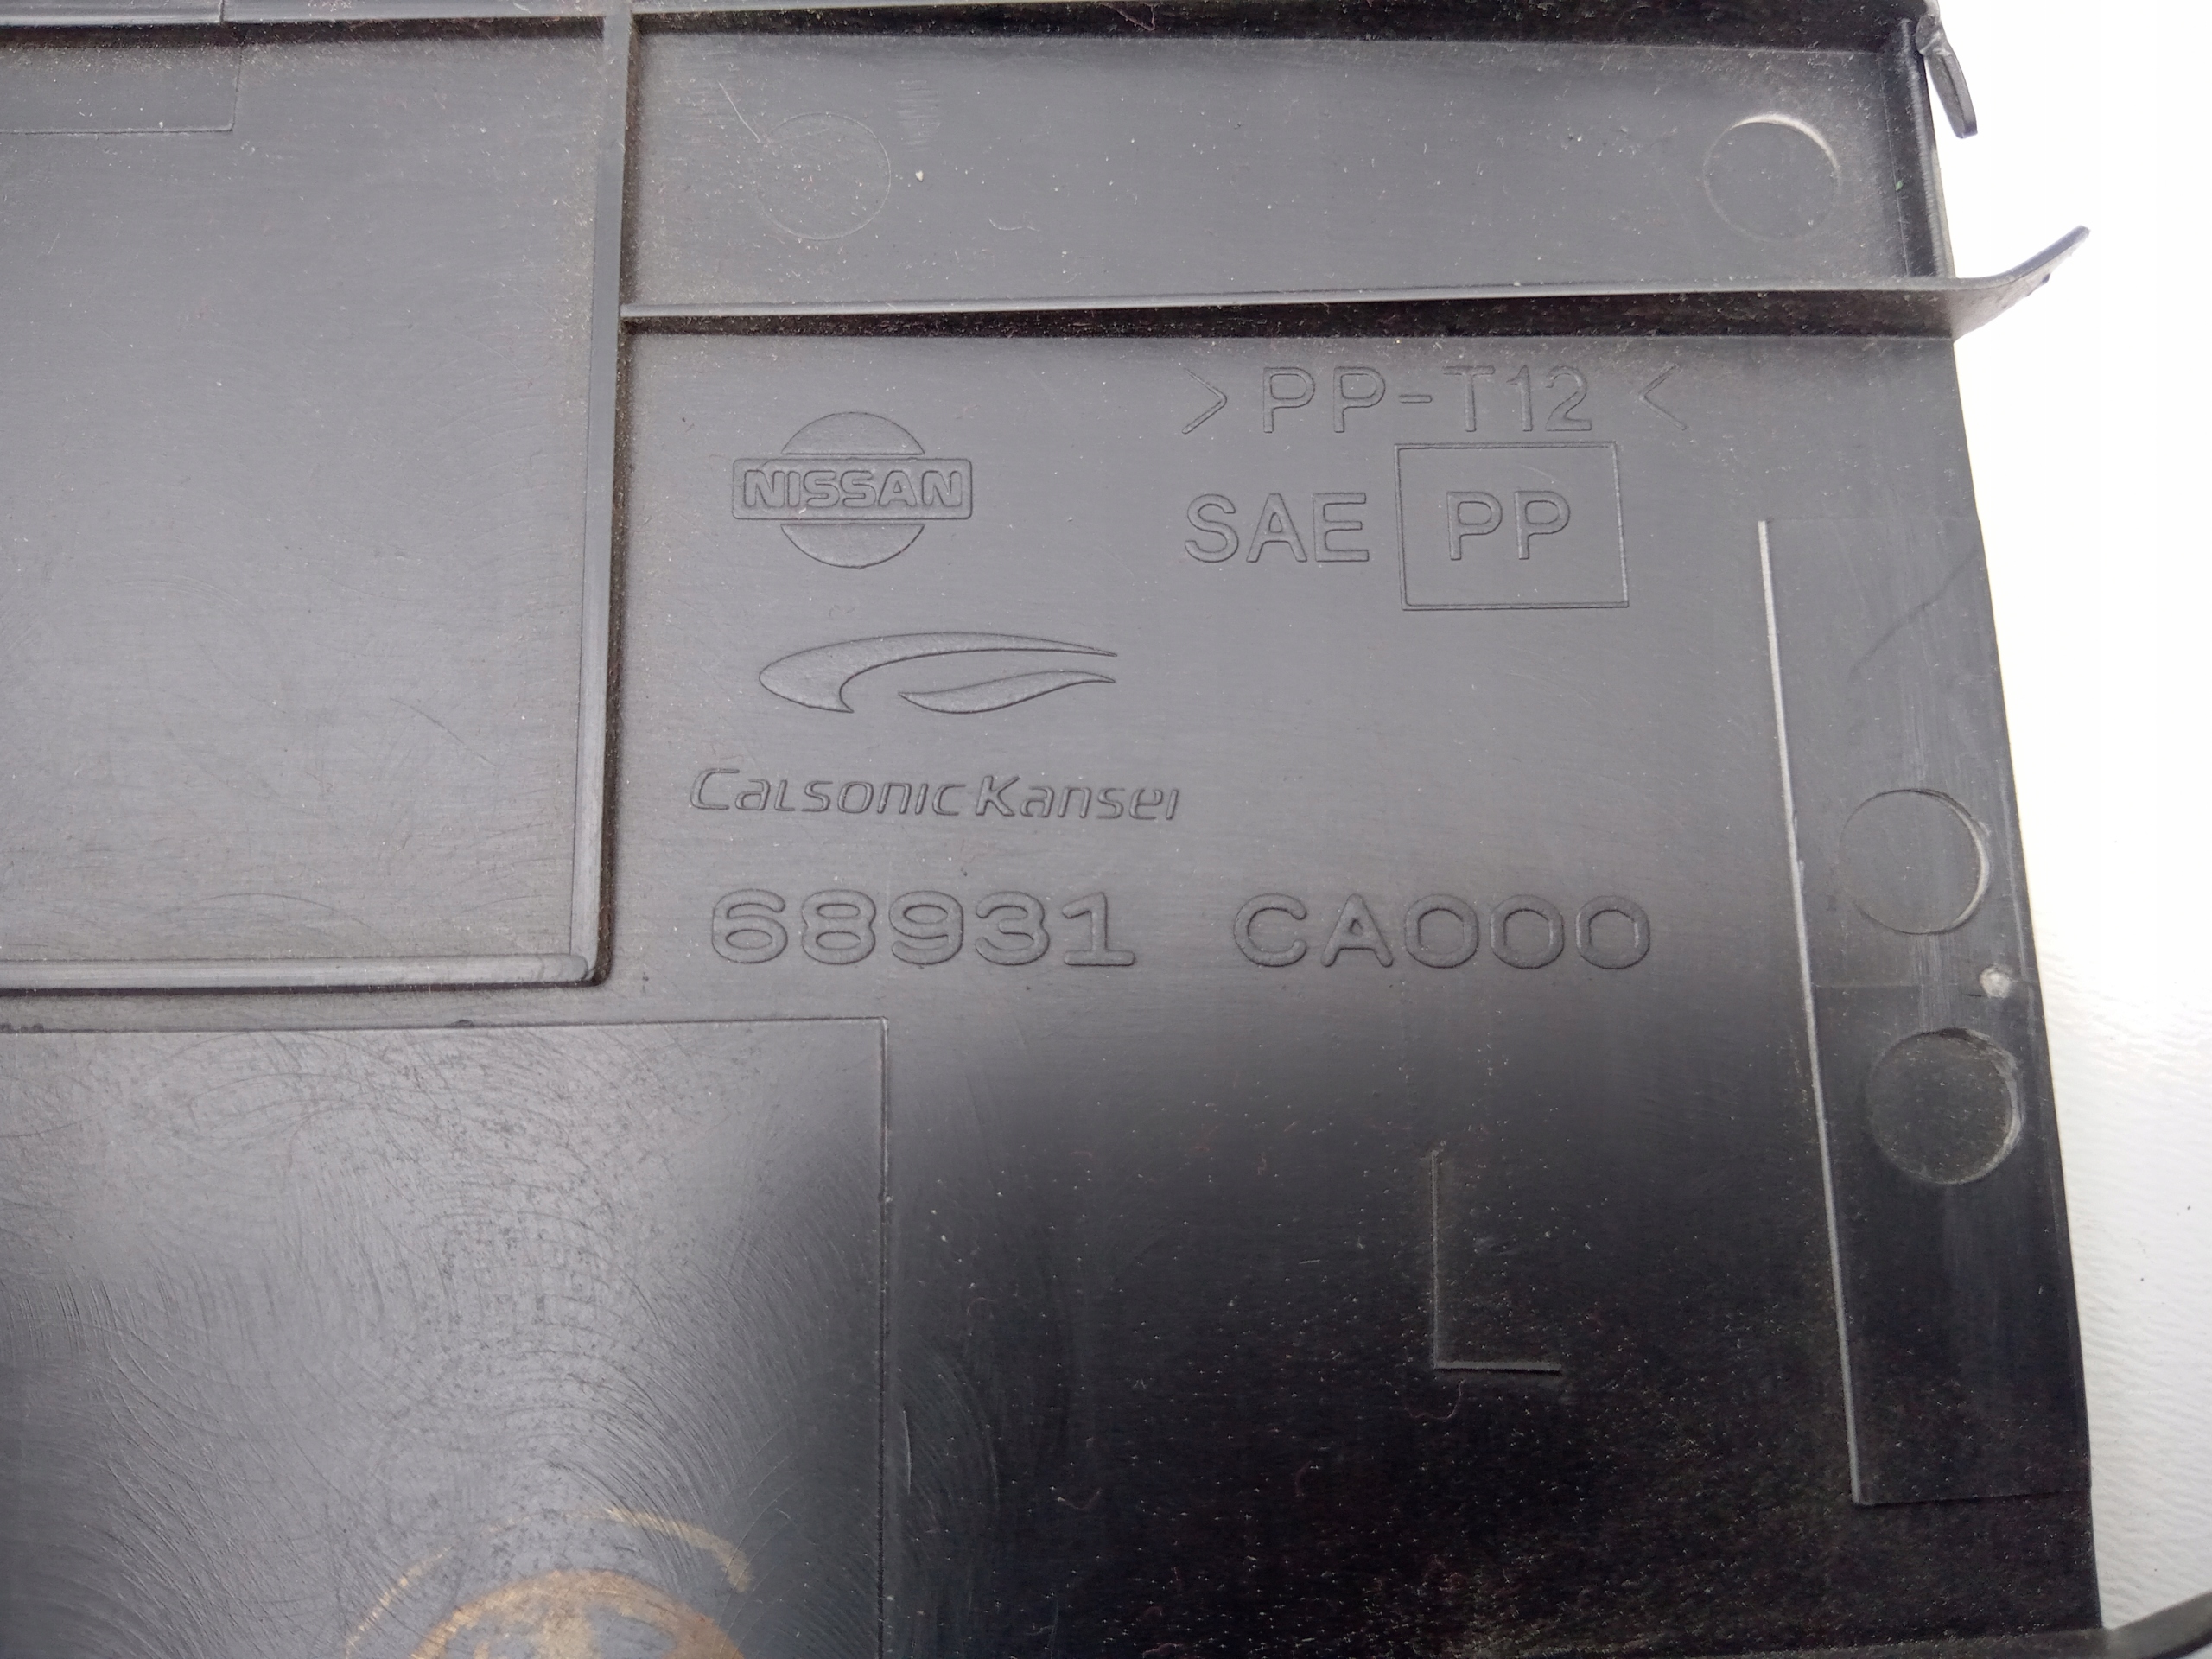 >PP-T12<
NISSAN
SAE PP
CalsonicKansei
68931 CA000